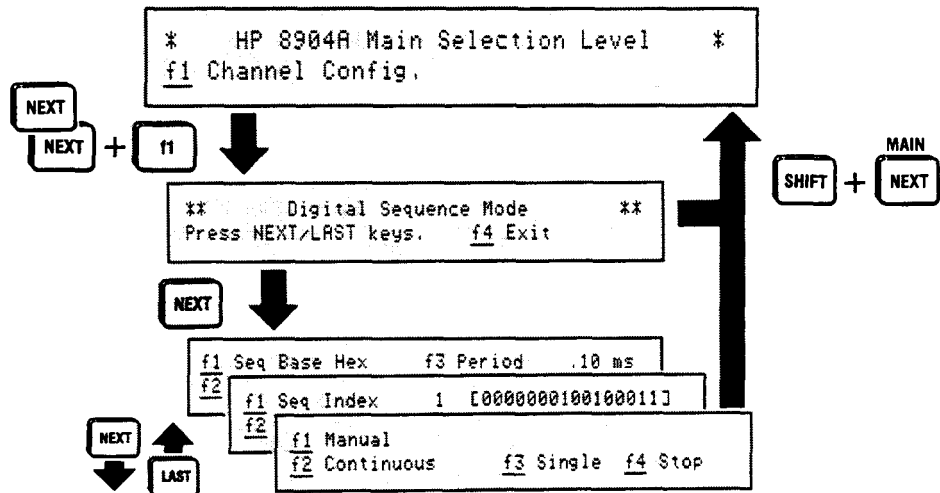 * HP 8904A Main Selection Level *
f1 Channel Config.
NEXT
NEXT + f1
MAIN
SHIFT + NEXT
** Digital Sequence Mode **
Press NEXT/LAST keys. f4 Exit
NEXT
f1 Seq Base Hex f3 Period .10 ms
f2
f1 Seq Index 1 [0000000100100011]
f2
f1 Manual
f2 Continuous f3 Single f4 Stop
NEXT
LAST